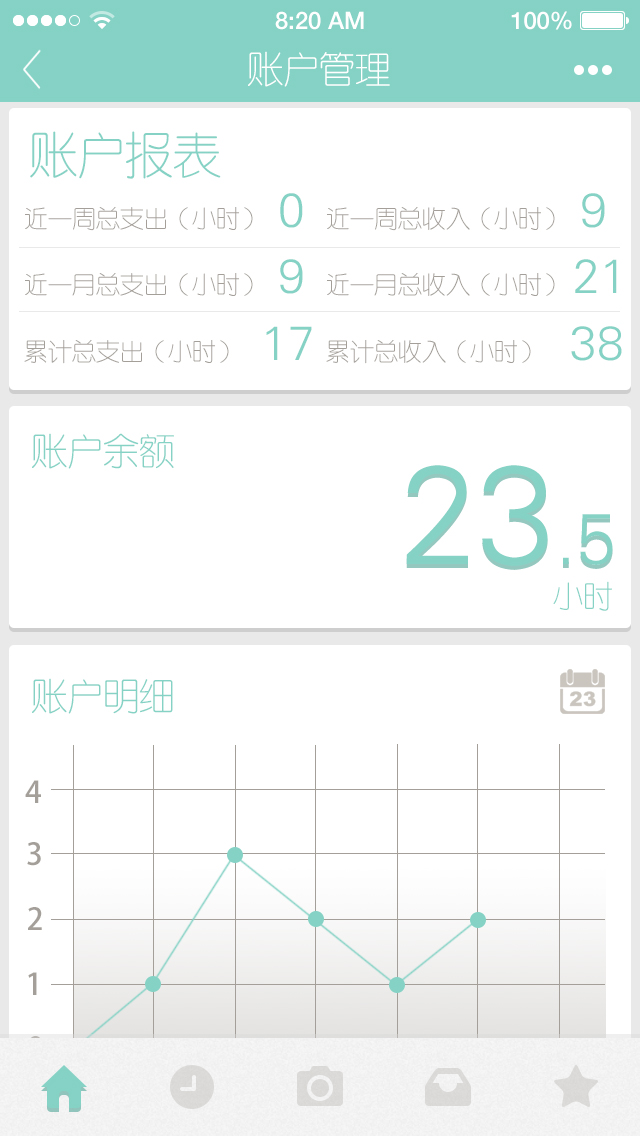 8:20 AM 100%
账户管理
账户报表
近一周总支出（小时） 0 近一周总收入（小时） 9
近一月总支出（小时） 9 近一月总收入（小时） 21
累计总支出（小时） 17 累计总收入（小时） 38
账户余额
23.5
小时
账户明细
23
4
3
2
1